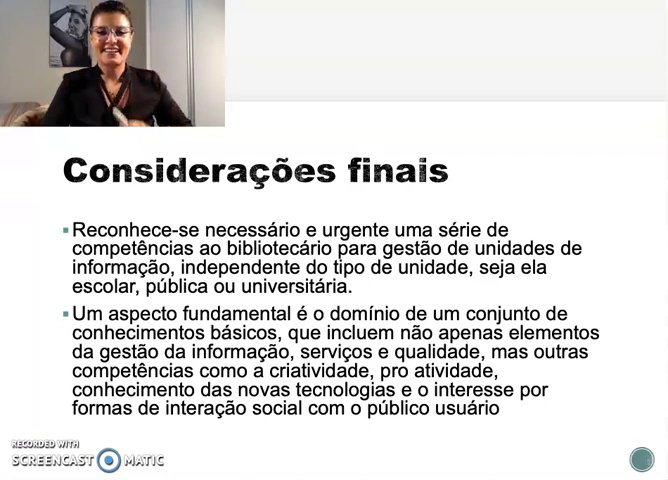 Considerações finais
Reconhece-se necessário e urgente uma série de
competências ao bibliotecário para gestão de unidades de
informação, independente do tipo de unidade, seja ela
escolar, pública ou universitária.
Um aspecto fundamental é o domínio de um conjunto de
conhecimentos básicos, que incluem não apenas elementos
da gestão da informação, serviços e qualidade, mas outras
competências como a criatividade, pro atividade,
conhecimento das novas tecnologias e o interesse por
formas de interação social com o público usuário
RECORDED WITH
SCREENCAST MATIC